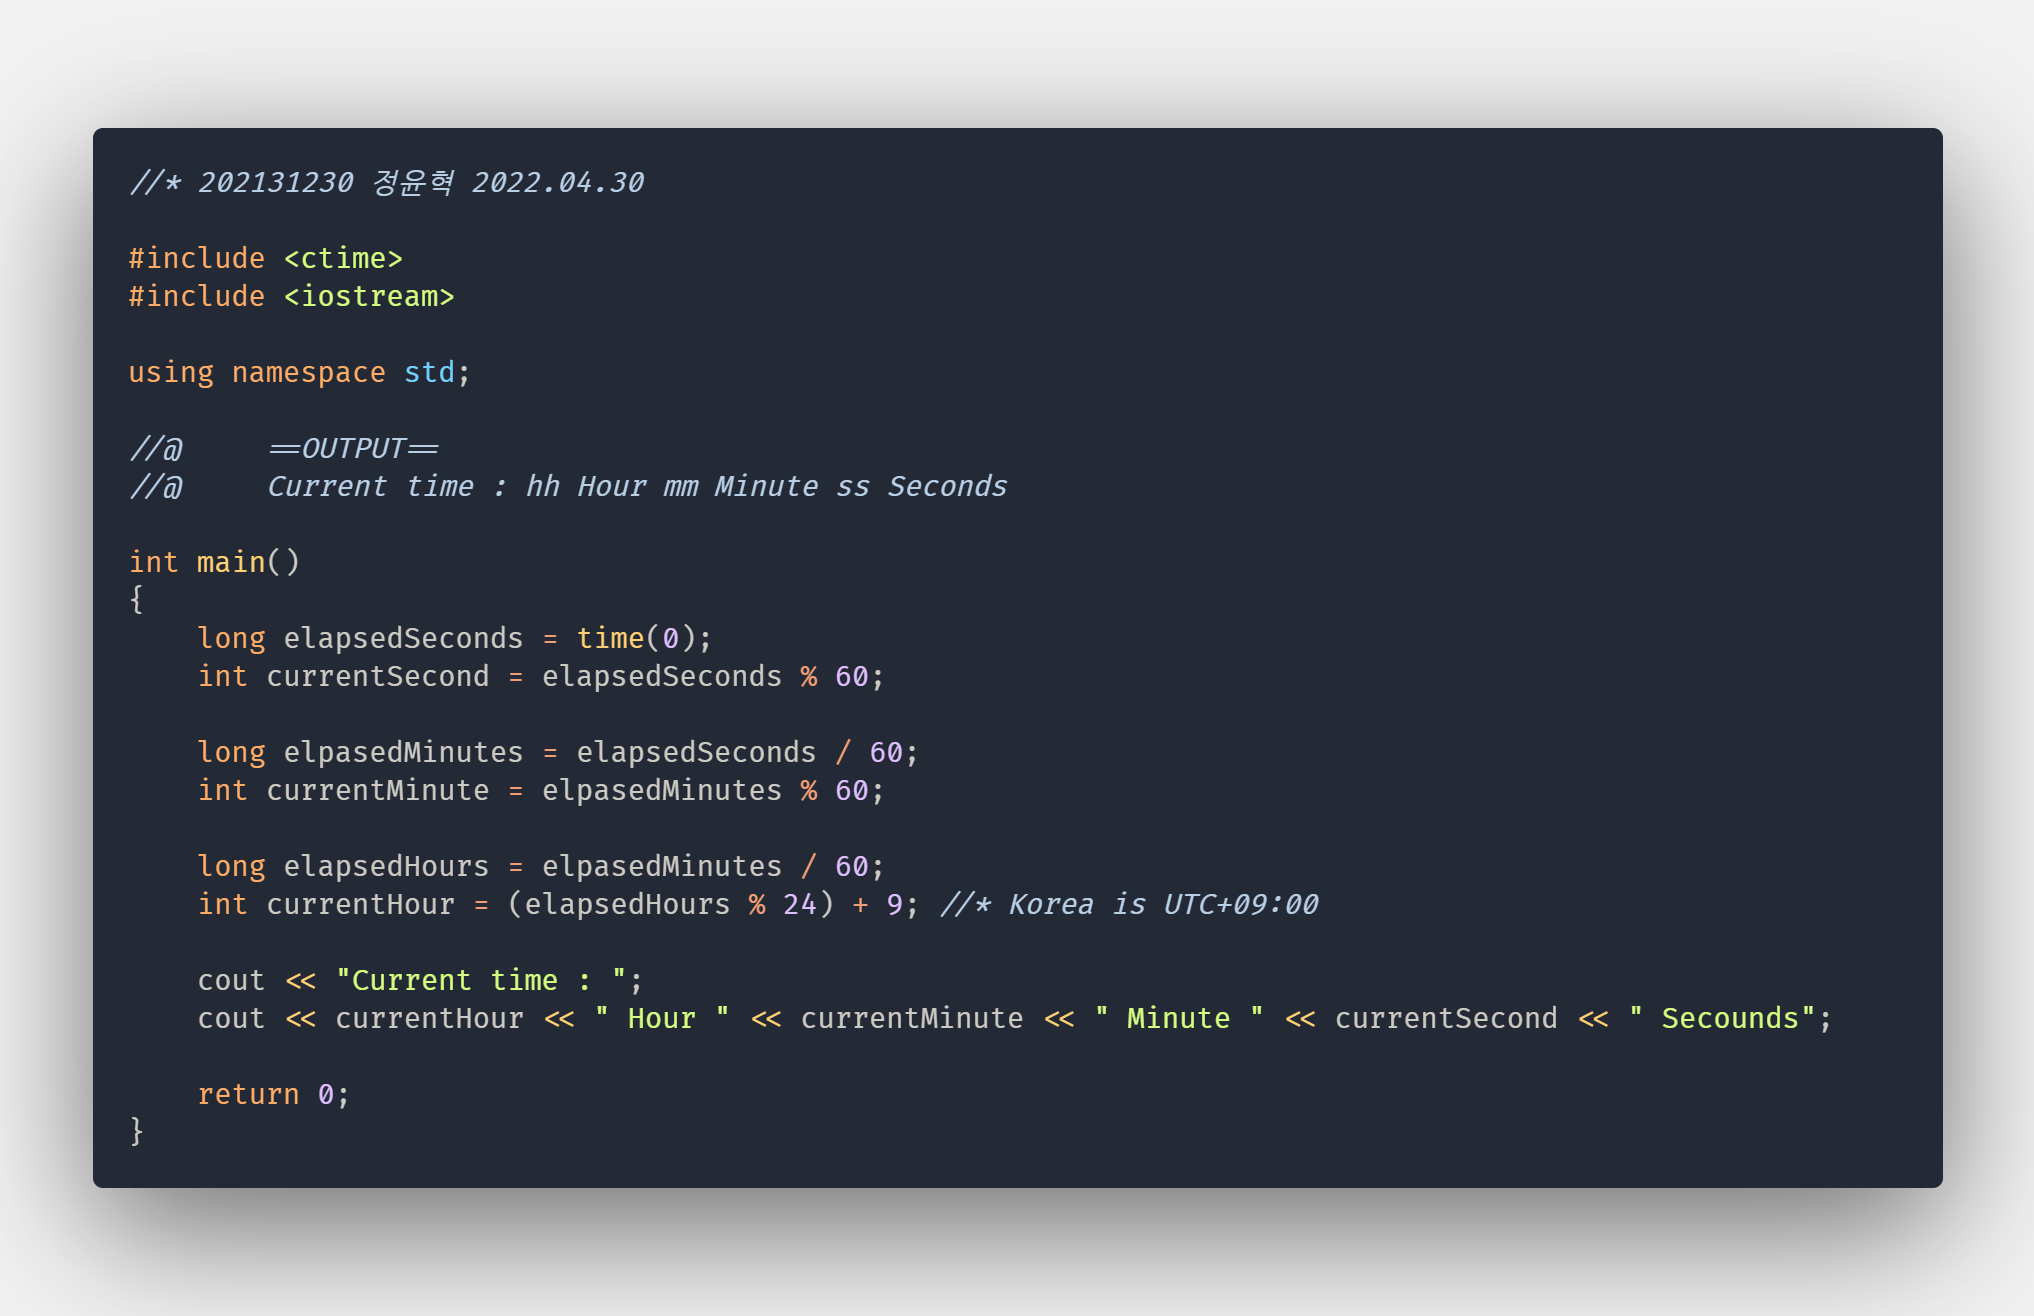 //* 202131230 정윤혁 2022.04.30
#include <ctime>
#include <iostream>
using namespace std;
//@     ==OUTPUT==
//@     Current time : hh Hour mm Minute ss Seconds
int main()
{
    long elapsedSeconds = time(0);
    int currentSecond = elapsedSeconds % 60;
    long elpasedMinutes = elapsedSeconds / 60;
    int currentMinute = elpasedMinutes % 60;
    long elapsedHours = elpasedMinutes / 60;
    int currentHour = (elapsedHours % 24) + 9; //* Korea is UTC+09:00
    cout << "Current time : ";
    cout << currentHour << " Hour " << currentMinute << " Minute " << currentSecond << " Secounds";
    return 0;
}